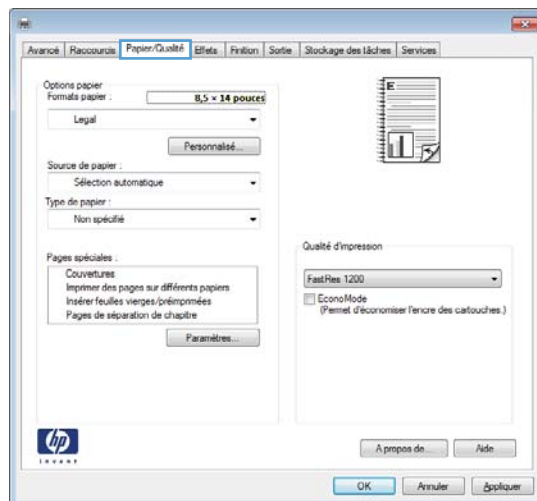 Avancé Raccourcis Papier/Qualité Effets Finition Sortie Stockage des tâches Services
Options papier
Formats papier : 8,5 × 14 pouces
Legal
Personnalisé...
Source de papier :
Sélection automatique
Type de papier :
Non spécifié
Pages spéciales :
Couvertures
Imprimer des pages sur différents papiers
Insérer feuilles vierges/préimprimées
Pages de séparation de chapitre
Paramètres...
E
Qualité d'impression
FastRes 1200
EconoMode
(Permet d'économiser l'encre des cartouches.)
hp
invent
A propos de... Aide
OK Annuler Appliquer